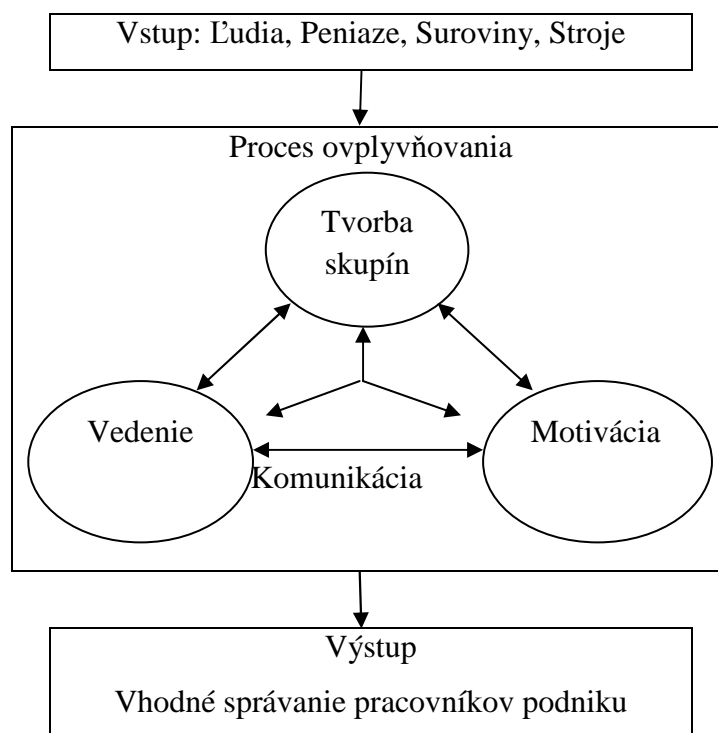 Vstup: Ľudia, Peniaze, Suroviny, Stroje
Proces ovplyvňovania
Tvorba
skupín
Vedenie
Motivácia
Komunikácia
Výstup
Vhodné správanie pracovníkov podniku